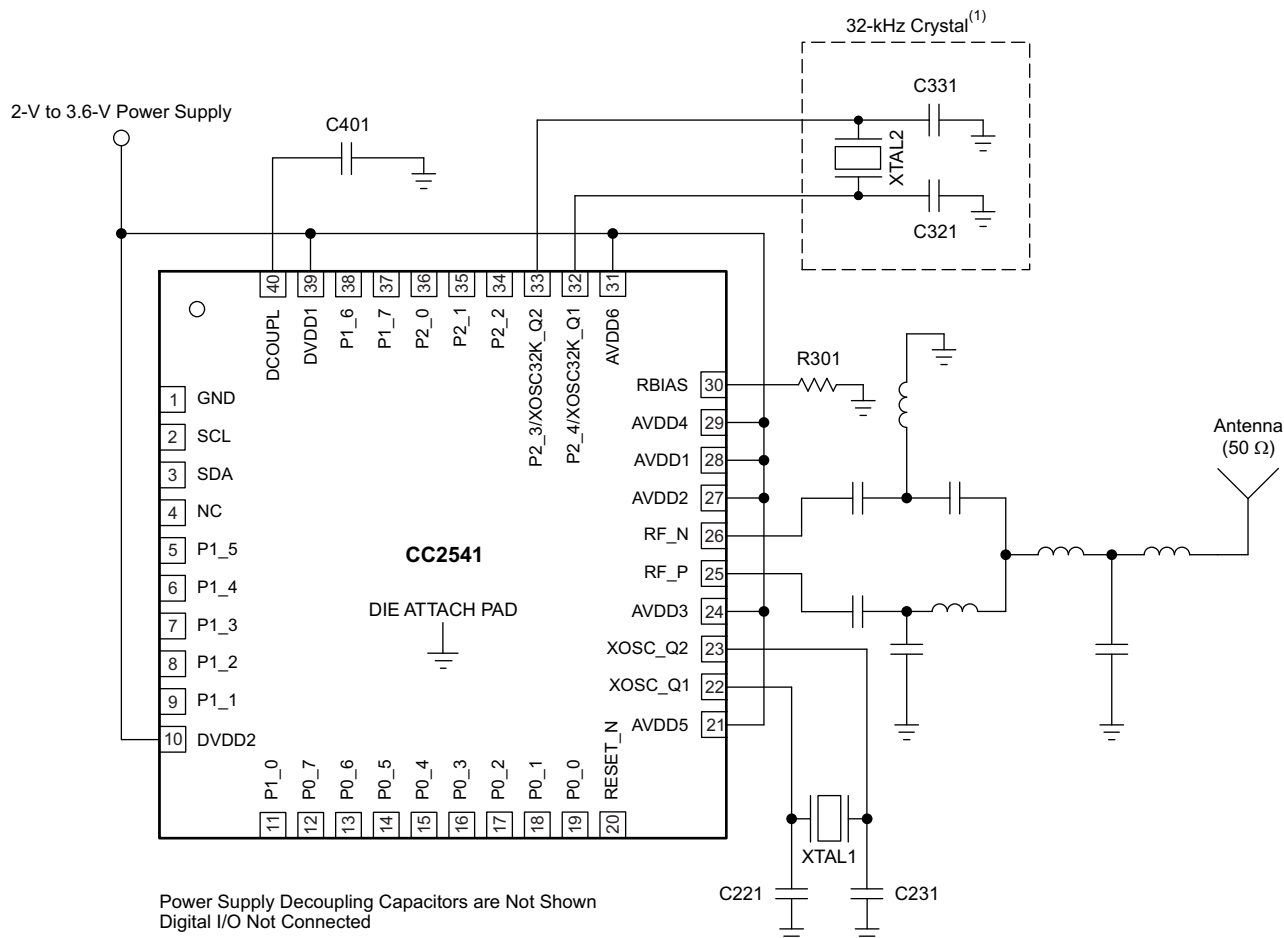 32-kHz Crystal(1)
2-V to 3.6-V Power Supply
C401
C331
XTAL2
C321
40
39
38
37
36
35
34
33
32
31
DCOUPL
DVDD1
P1_6
P1_7
P2_0
P2_1
P2_2
P2_3/XOSC32K_Q2
P2_4/XOSC32K_Q1
AVDD6
1 GND
2 SCL
3 SDA
4 NC
5 P1_5
6 P1_4
7 P1_3
8 P1_2
9 P1_1
10 DVDD2
CC2541
DIE ATTACH PAD
RBIAS 30
AVDD4 29
AVDD1 28
AVDD2 27
RF_N 26
RF_P 25
AVDD3 24
XOSC_Q2 23
XOSC_Q1 22
AVDD5 21
R301
Antenna
(50 Ω)
P1_0
P0_7
P0_6
P0_5
P0_4
P0_3
P0_2
P0_1
P0_0
RESET_N
11
12
13
14
15
16
17
18
19
20
XTAL1
C221
C231
Power Supply Decoupling Capacitors are Not Shown
Digital I/O Not Connected